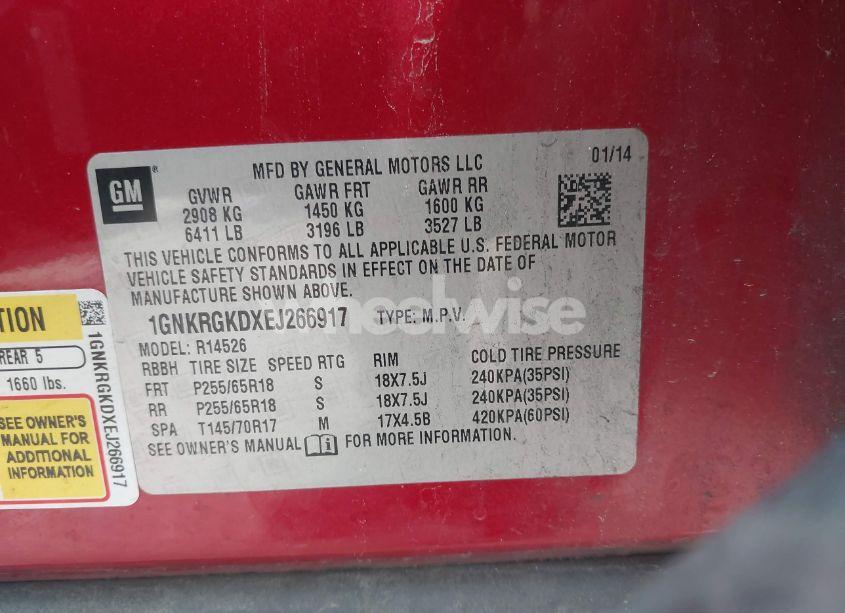 GM
MFD BY GENERAL MOTORS LLC 01/14
GVWR GAWR FRT GAWR RR
2908 KG 1450 KG 1600 KG
6411 LB 3196 LB 3527 LB
THIS VEHICLE CONFORMS TO ALL APPLICABLE U.S. FEDERAL MOTOR
VEHICLE SAFETY STANDARDS IN EFFECT ON THE DATE OF
MANUFACTURE SHOWN ABOVE.
1GNKRGKDXEJ266917 TYPE: M.P.V.
MODEL: R14526
RBBH TIRE SIZE SPEED RTG RIM COLD TIRE PRESSURE
FRT P255/65R18 S 18X7.5J 240KPA(35PSI)
RR P255/65R18 S 18X7.5J 240KPA(35PSI)
SPA T145/70R17 M 17X4.5B 420KPA(60PSI)
SEE OWNER'S MANUAL FOR MORE INFORMATION.
REAR 5
1660 lbs.
SEE OWNER'S
MANUAL FOR
ADDITIONAL
INFORMATION
1GNKRGKDXEJ266917
wheelwise